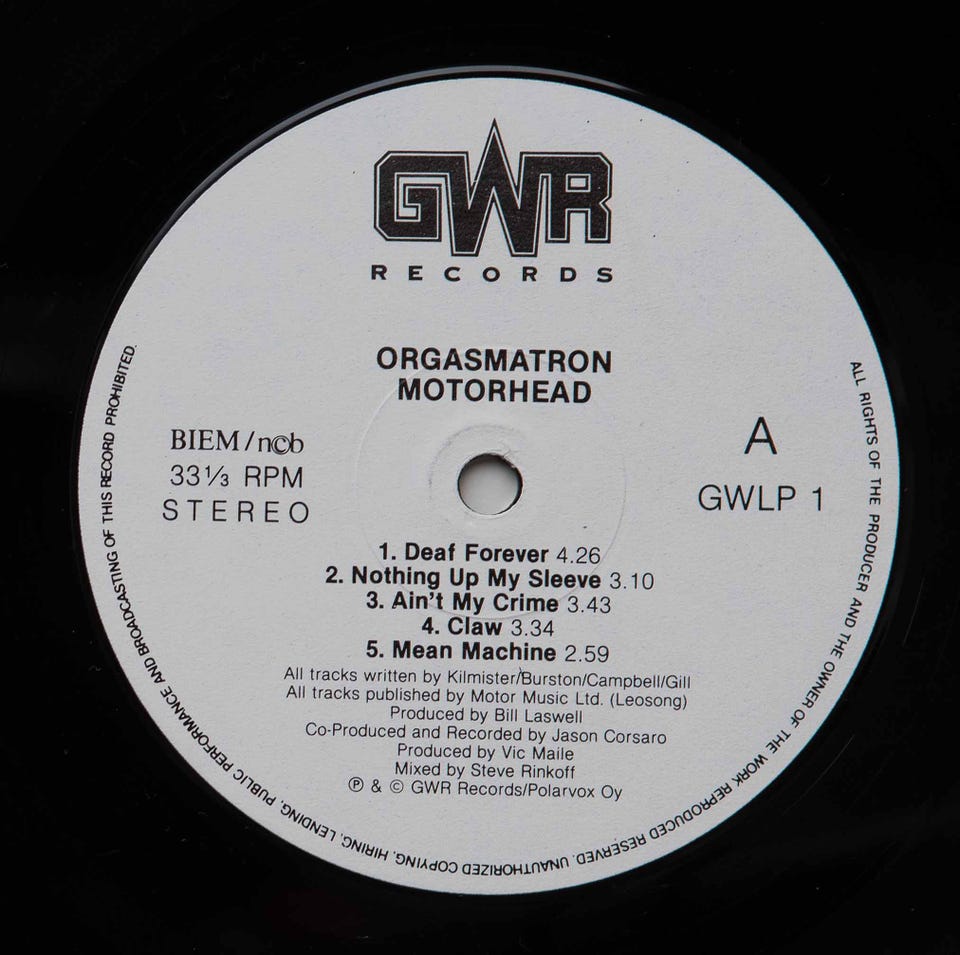 GWR
RECORDS
ORGASMATRON
MOTORHEAD
BIEM/n©b
33⅓ RPM
STEREO
A
GWLP 1
1. Deaf Forever 4.26
2. Nothing Up My Sleeve 3.10
3. Ain't My Crime 3.43
4. Claw 3.34
5. Mean Machine 2.59
All tracks written by Kilmister/Burston/Campbell/Gill
All tracks published by Motor Music Ltd. (Leosong)
Produced by Bill Laswell
Co-Produced and Recorded by Jason Corsaro
Produced by Vic Maile
Mixed by Steve Rinkoff
℗ & © GWR Records/Polarvox Oy
ALL RIGHTS OF THE PRODUCER AND THE OWNER OF THE WORK REPRODUCED RESERVED. UNAUTHORIZED COPYING, HIRING, LENDING, PUBLIC PERFORMANCE AND BROADCASTING OF THIS RECORD PROHIBITED.